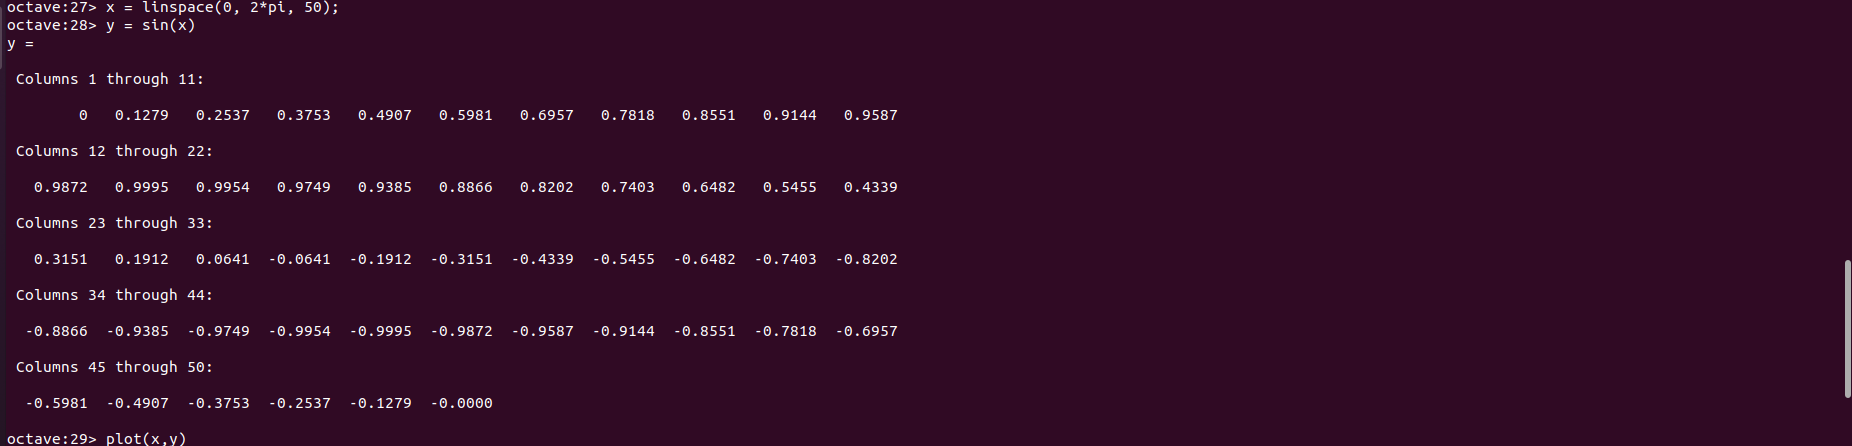 octave:27> x = linspace(0, 2*pi, 50);
octave:28> y = sin(x)
y =
Columns 1 through 11:
0 0.1279 0.2537 0.3753 0.4907 0.5981 0.6957 0.7818 0.8551 0.9144 0.9587
Columns 12 through 22:
0.9872 0.9995 0.9954 0.9749 0.9385 0.8866 0.8202 0.7403 0.6482 0.5455 0.4339
Columns 23 through 33:
0.3151 0.1912 0.0641 -0.0641 -0.1912 -0.3151 -0.4339 -0.5455 -0.6482 -0.7403 -0.8202
Columns 34 through 44:
-0.8866 -0.9385 -0.9749 -0.9954 -0.9995 -0.9872 -0.9587 -0.9144 -0.8551 -0.7818 -0.6957
Columns 45 through 50:
-0.5981 -0.4907 -0.3753 -0.2537 -0.1279 -0.0000
octave:29> plot(x,y)